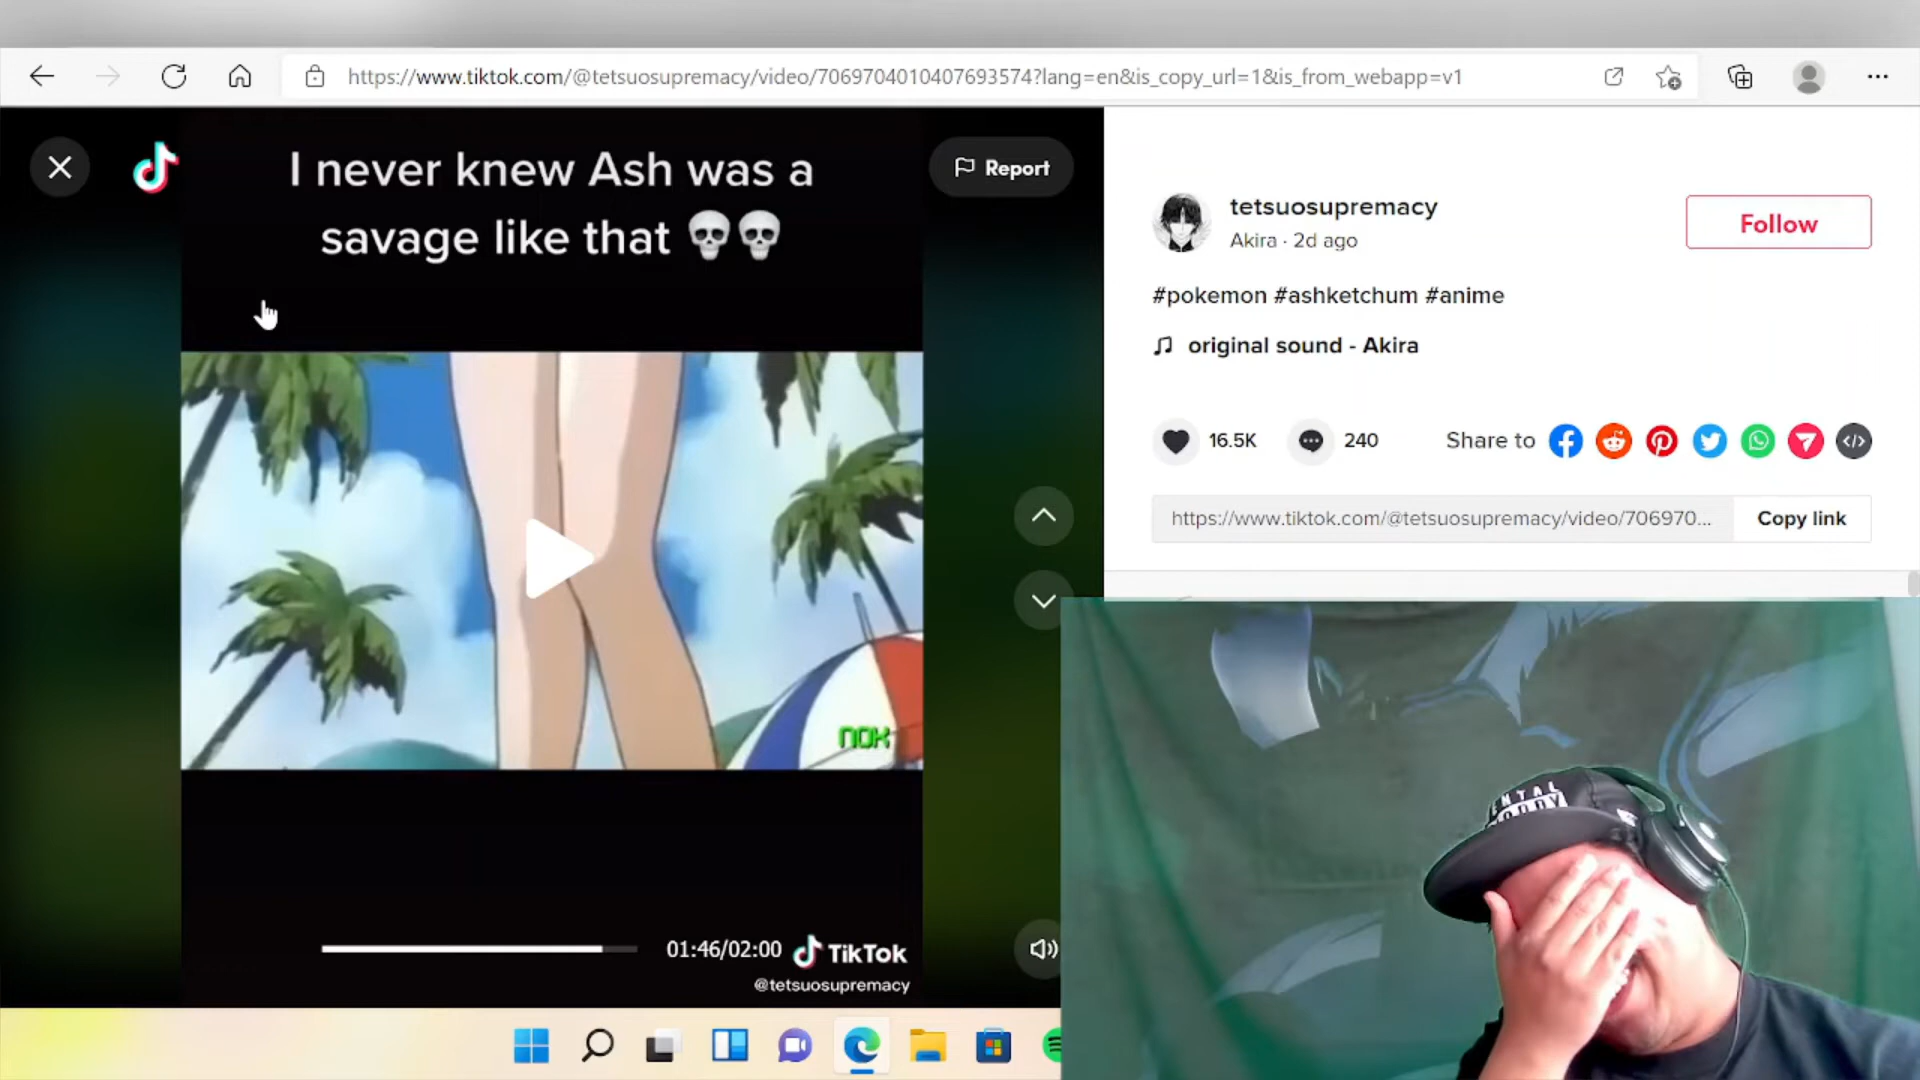 https://www.tiktok.com/@tetsuosupremacy/video/7069704010407693574?lang=en&is_copy_url=1&is_from_webapp=v1
I never knew Ash was a
savage like that 💀💀
Report
tetsuosupremacy
Akira · 2d ago
Follow
#pokemon #ashketchum #anime
original sound - Akira
16.5K
240
Share to
https://www.tiktok.com/@tetsuosupremacy/video/706970...
Copy link
nox
01:46/02:00
TikTok
@tetsuosupremacy